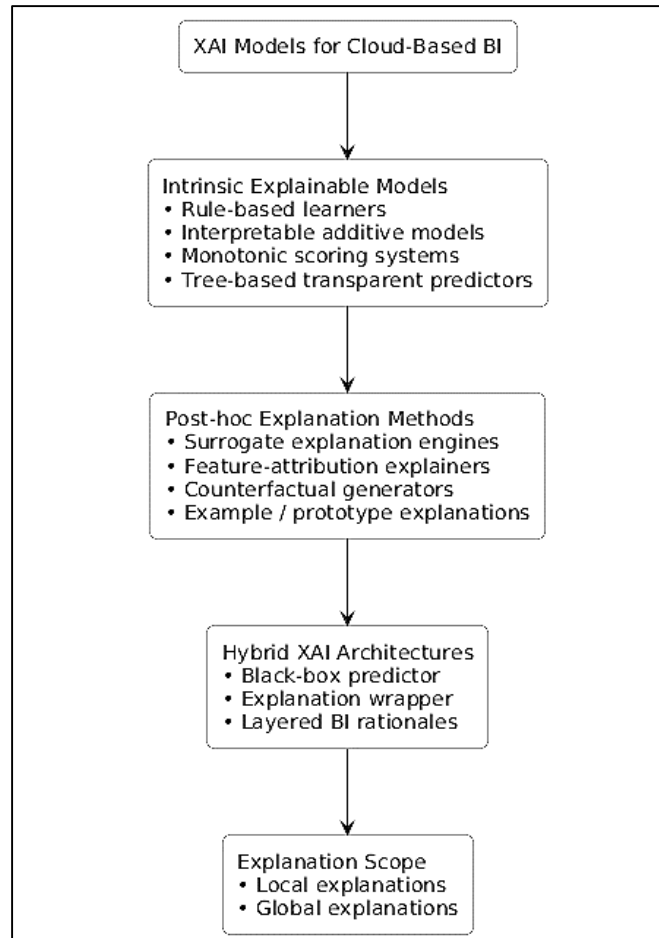 XAI Models for Cloud-Based BI
Intrinsic Explainable Models
• Rule-based learners
• Interpretable additive models
• Monotonic scoring systems
• Tree-based transparent predictors
Post-hoc Explanation Methods
• Surrogate explanation engines
• Feature-attribution explainers
• Counterfactual generators
• Example / prototype explanations
Hybrid XAI Architectures
• Black-box predictor
• Explanation wrapper
• Layered BI rationales
Explanation Scope
• Local explanations
• Global explanations